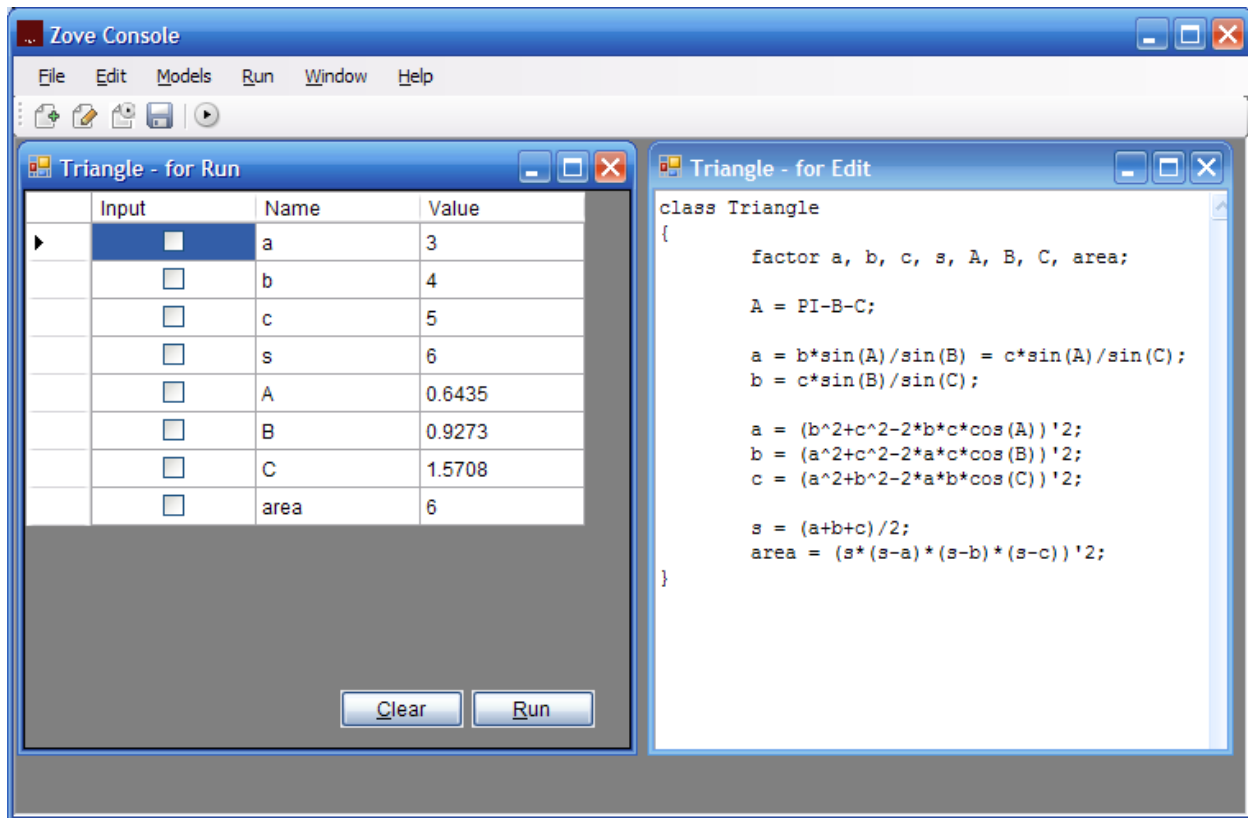 Zove Console
File Edit Models Run Window Help
Triangle - for Run
Input Name Value
a 3
b 4
c 5
s 6
A 0.6435
B 0.9273
C 1.5708
area 6
Clear Run
Triangle - for Edit
class Triangle
{
factor a, b, c, s, A, B, C, area;
A = PI-B-C;
a = b*sin(A)/sin(B) = c*sin(A)/sin(C);
b = c*sin(B)/sin(C);
a = (b^2+c^2-2*b*c*cos(A))'2;
b = (a^2+c^2-2*a*c*cos(B))'2;
c = (a^2+b^2-2*a*b*cos(C))'2;
s = (a+b+c)/2;
area = (s*(s-a)*(s-b)*(s-c))'2;
}